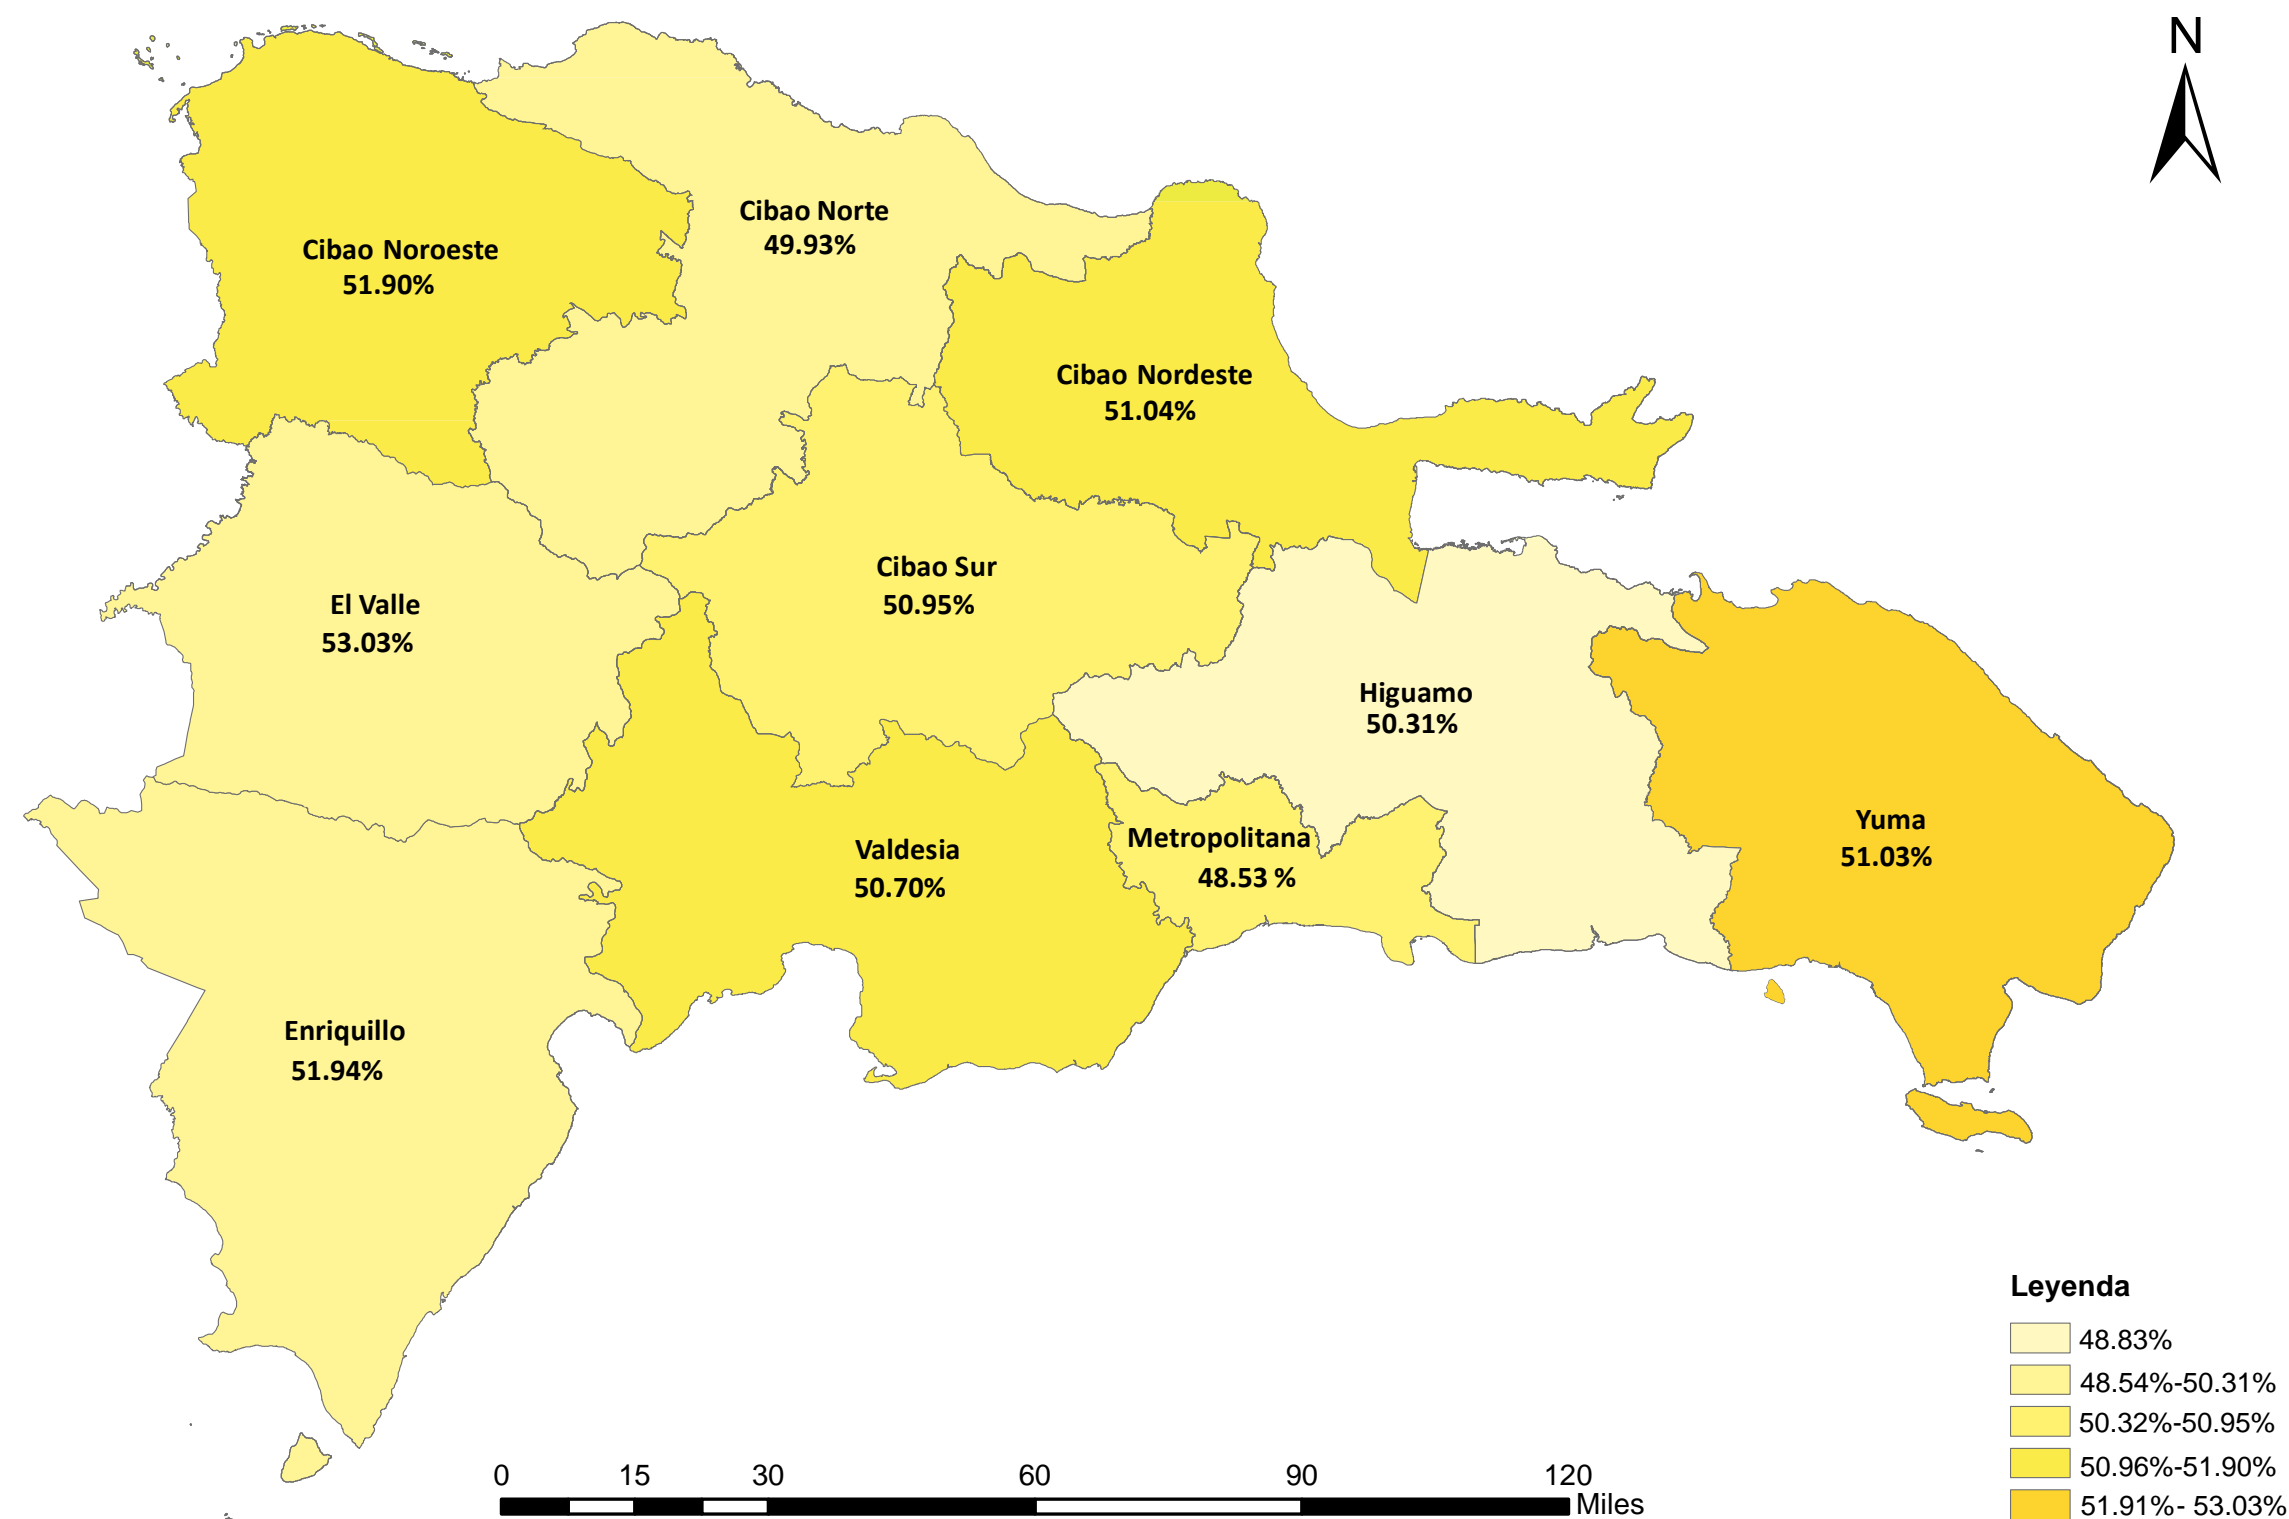 N
Cibao Norte
49.93%
Cibao Noroeste
51.90%
Cibao Nordeste
51.04%
Cibao Sur
50.95%
El Valle
53.03%
Higuamo
50.31%
Yuma
51.03%
Metropolitana
48.53 %
Valdesia
50.70%
Enriquillo
51.94%
Leyenda
48.83%
48.54%-50.31%
50.32%-50.95%
50.96%-51.90%
51.91%- 53.03%
0 15 30 60 90 120
Miles